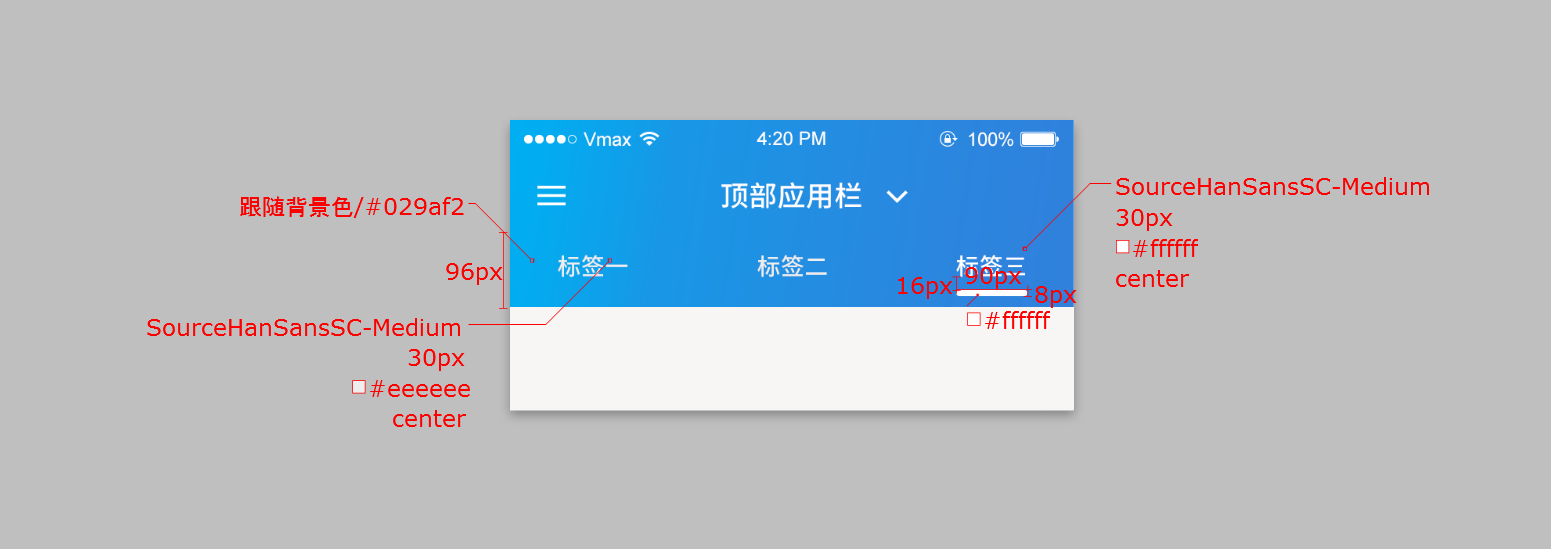 Vmax 4:20 PM 100%
顶部应用栏
跟随背景色/#029af2
96px
标签一 标签二 标签三
SourceHanSansSC-Medium
30px
#ffffff
center
16px 90px 8px
#ffffff
SourceHanSansSC-Medium
30px
#eeeeee
center